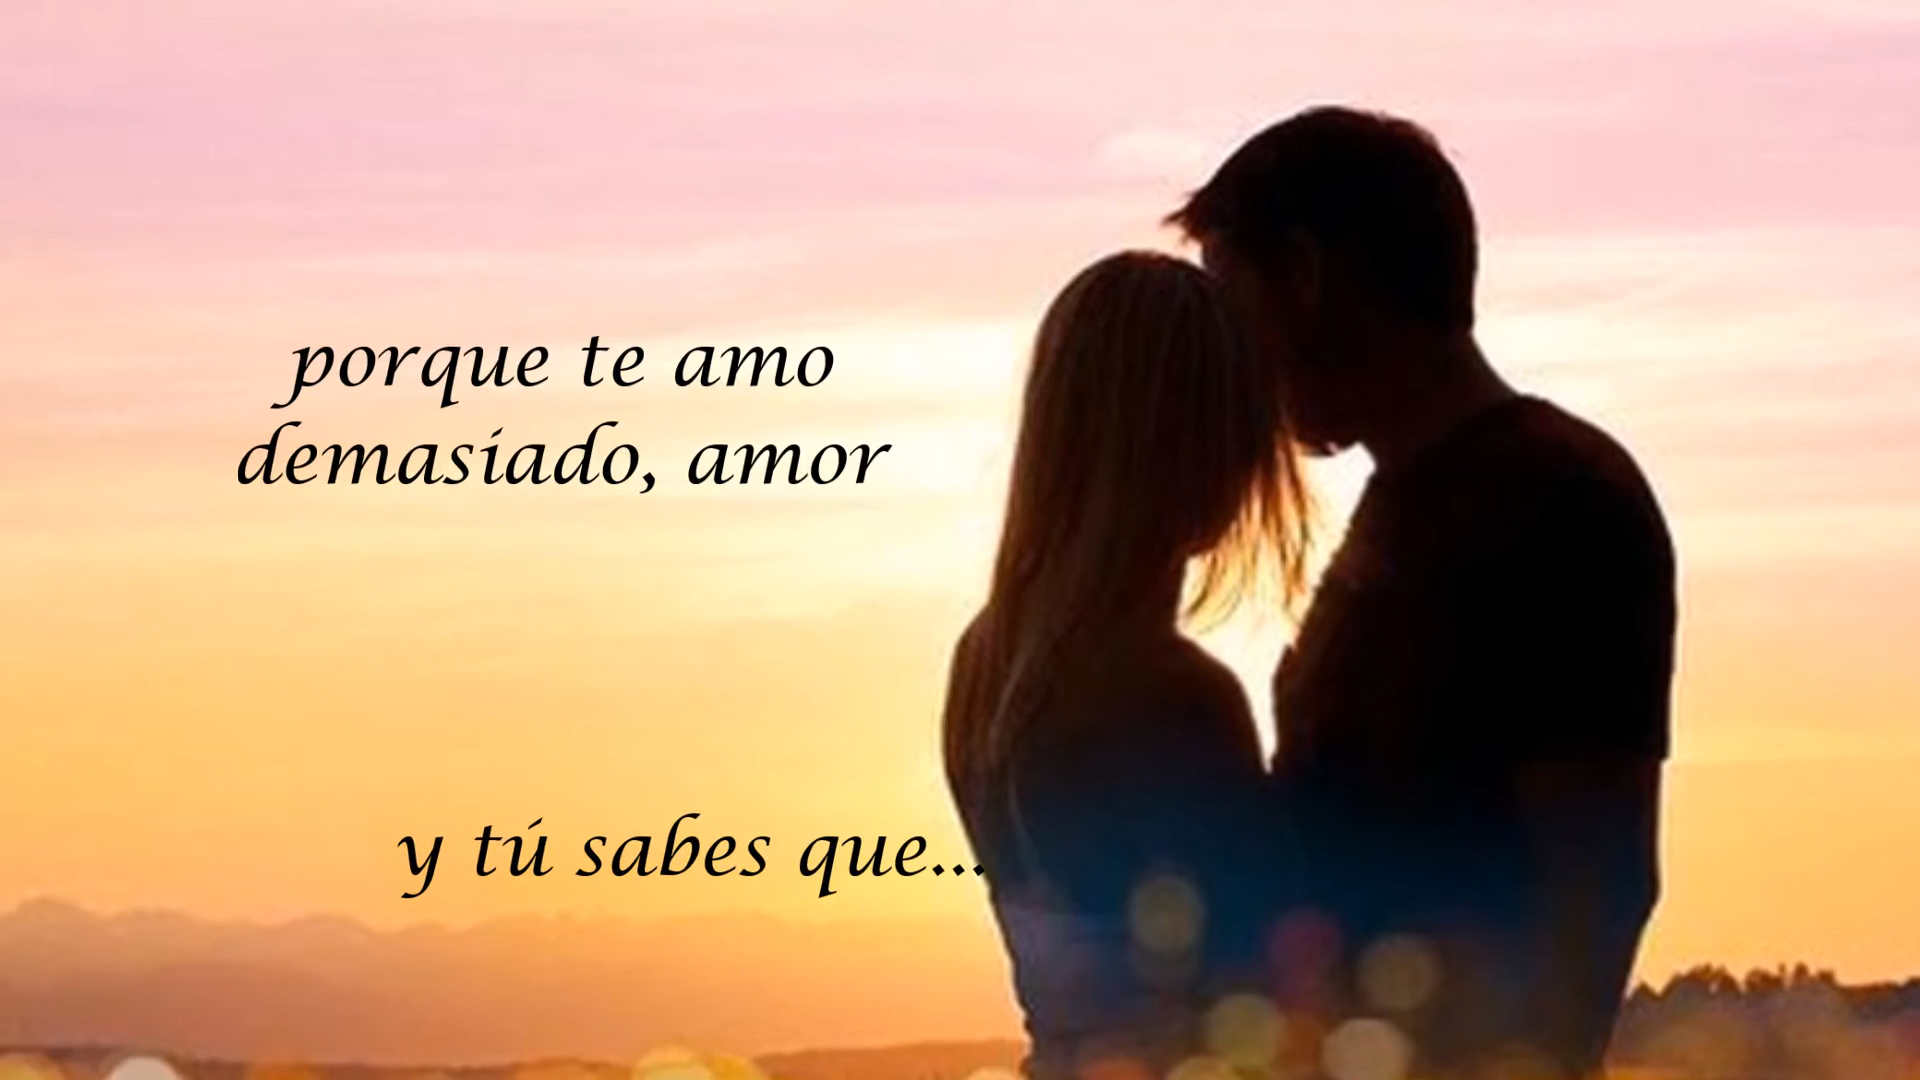 porque te amo
demasiado, amor
y tú sabes que...